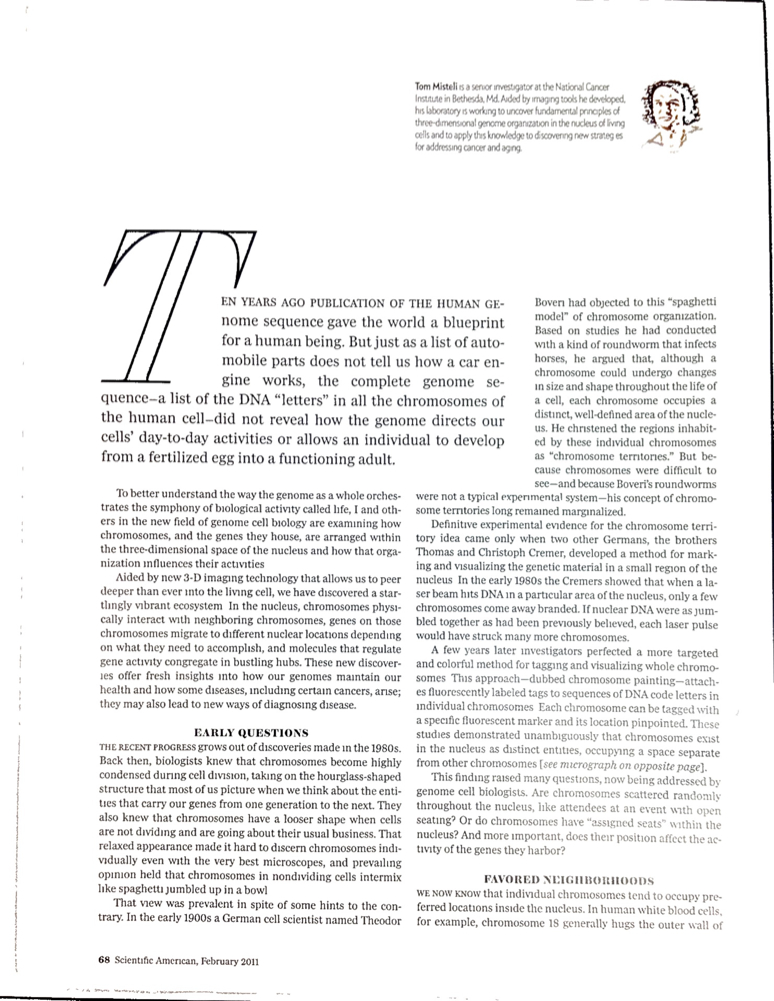 Tom Misteli is a senior investigator at the National Cancer
Institute in Bethesda, Md. Aided by imaging tools he developed,
his laboratory is working to uncover fundamental principles of
three-dimensional genome organization in the nucleus of living
cells and to apply this knowledge to discovering new strateg es
for addressing cancer and aging.
T
EN YEARS AGO PUBLICATION OF THE HUMAN GE-
nome sequence gave the world a blueprint
for a human being. But just as a list of auto-
mobile parts does not tell us how a car en-
gine works, the complete genome se-
quence—a list of the DNA “letters” in all the chromosomes of
the human cell—did not reveal how the genome directs our
cells’ day-to-day activities or allows an individual to develop
from a fertilized egg into a functioning adult.
To better understand the way the genome as a whole orches-
trates the symphony of biological activity called life, I and oth-
ers in the new field of genome cell biology are examining how
chromosomes, and the genes they house, are arranged within
the three-dimensional space of the nucleus and how that orga-
nization influences their activities
Aided by new 3-D imaging technology that allows us to peer
deeper than ever into the living cell, we have discovered a star-
tlingly vibrant ecosystem In the nucleus, chromosomes physi-
cally interact with neighboring chromosomes, genes on those
chromosomes migrate to different nuclear locations depending
on what they need to accomplish, and molecules that regulate
gene activity congregate in bustling hubs. These new discover-
ies offer fresh insights into how our genomes maintain our
health and how some diseases, including certain cancers, arise;
they may also lead to new ways of diagnosing disease.
EARLY QUESTIONS
THE RECENT PROGRESS grows out of discoveries made in the 1980s.
Back then, biologists knew that chromosomes become highly
condensed during cell division, taking on the hourglass-shaped
structure that most of us picture when we think about the enti-
ties that carry our genes from one generation to the next. They
also knew that chromosomes have a looser shape when cells
are not dividing and are going about their usual business. That
relaxed appearance made it hard to discern chromosomes indi-
vidually even with the very best microscopes, and prevailing
opinion held that chromosomes in nondividing cells intermix
like spaghetti jumbled up in a bowl
That view was prevalent in spite of some hints to the con-
trary. In the early 1900s a German cell scientist named Theodor
Boveri had objected to this “spaghetti
model” of chromosome organization.
Based on studies he had conducted
with a kind of roundworm that infects
horses, he argued that, although a
chromosome could undergo changes
in size and shape throughout the life of
a cell, each chromosome occupies a
distinct, well-defined area of the nucle-
us. He christened the regions inhabit-
ed by these individual chromosomes
as “chromosome territories.” But be-
cause chromosomes were difficult to
see—and because Boveri’s roundworms
were not a typical experimental system—his concept of chromo-
some territories long remained marginalized.
Definitive experimental evidence for the chromosome terri-
tory idea came only when two other Germans, the brothers
Thomas and Christoph Cremer, developed a method for mark-
ing and visualizing the genetic material in a small region of the
nucleus In the early 1980s the Cremers showed that when a la-
ser beam hits DNA in a particular area of the nucleus, only a few
chromosomes come away branded. If nuclear DNA were as jum-
bled together as had been previously believed, each laser pulse
would have struck many more chromosomes.
A few years later investigators perfected a more targeted
and colorful method for tagging and visualizing whole chromo-
somes This approach—dubbed chromosome painting—attach-
es fluorescently labeled tags to sequences of DNA code letters in
individual chromosomes Each chromosome can be tagged with
a specific fluorescent marker and its location pinpointed. These
studies demonstrated unambiguously that chromosomes exist
in the nucleus as distinct entities, occupying a space separate
from other chromosomes [see micrograph on opposite page].
This finding raised many questions, now being addressed by
genome cell biologists. Are chromosomes scattered randomly
throughout the nucleus, like attendees at an event with open
seating? Or do chromosomes have “assigned seats” within the
nucleus? And more important, does their position affect the ac-
tivity of the genes they harbor?
FAVORED NEIGHBORHOODS
WE NOW KNOW that individual chromosomes tend to occupy pre-
ferred locations inside the nucleus. In human white blood cells,
for example, chromosome 18 generally hugs the outer wall of
68 Scientific American, February 2011